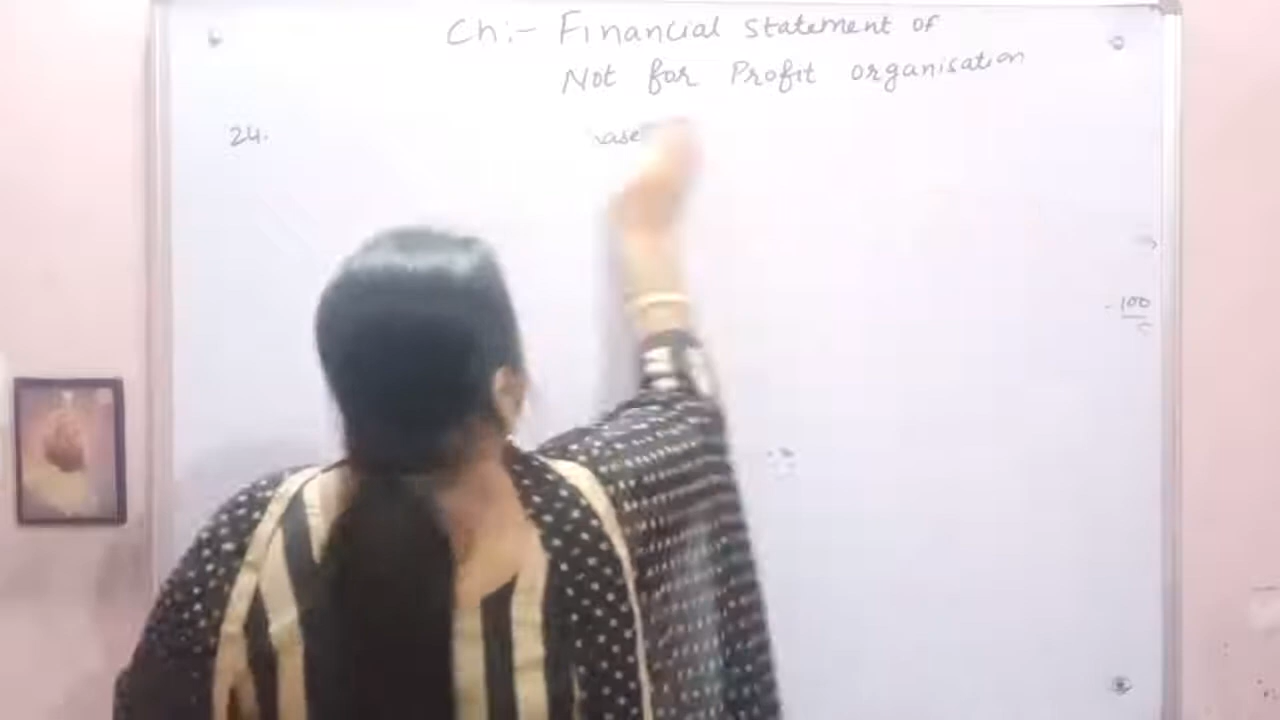 Ch:- Financial statement of
Not for Profit organisation
24.
100